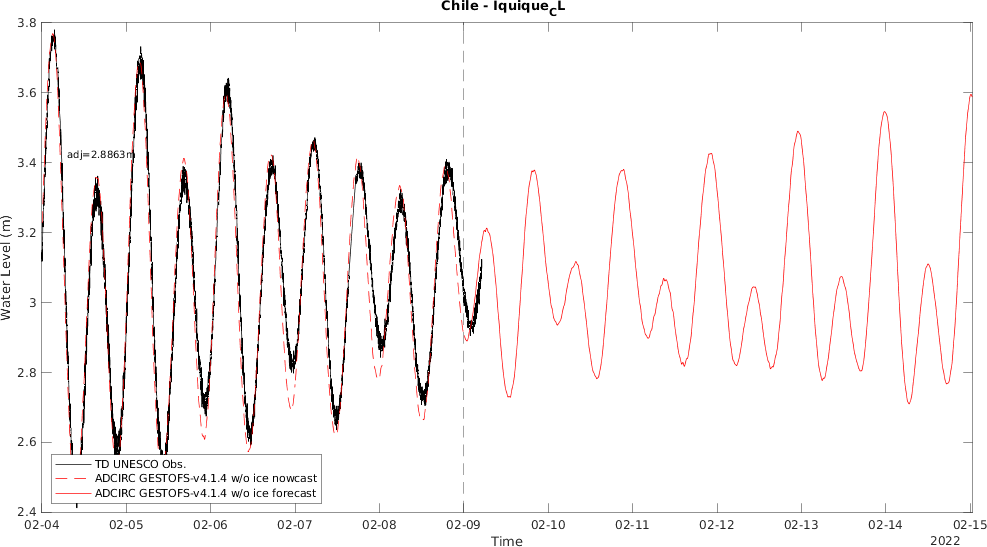 Chile - Iquique_CL
3.8
3.6
3.4
3.2
3
2.8
2.6
2.4
Water Level (m)
adj=2.8863m
TD UNESCO Obs.
ADCIRC GESTOFS-v4.1.4 w/o ice nowcast
ADCIRC GESTOFS-v4.1.4 w/o ice forecast
02-04 02-05 02-06 02-07 02-08 02-09 02-10 02-11 02-12 02-13 02-14 02-15
Time
2022